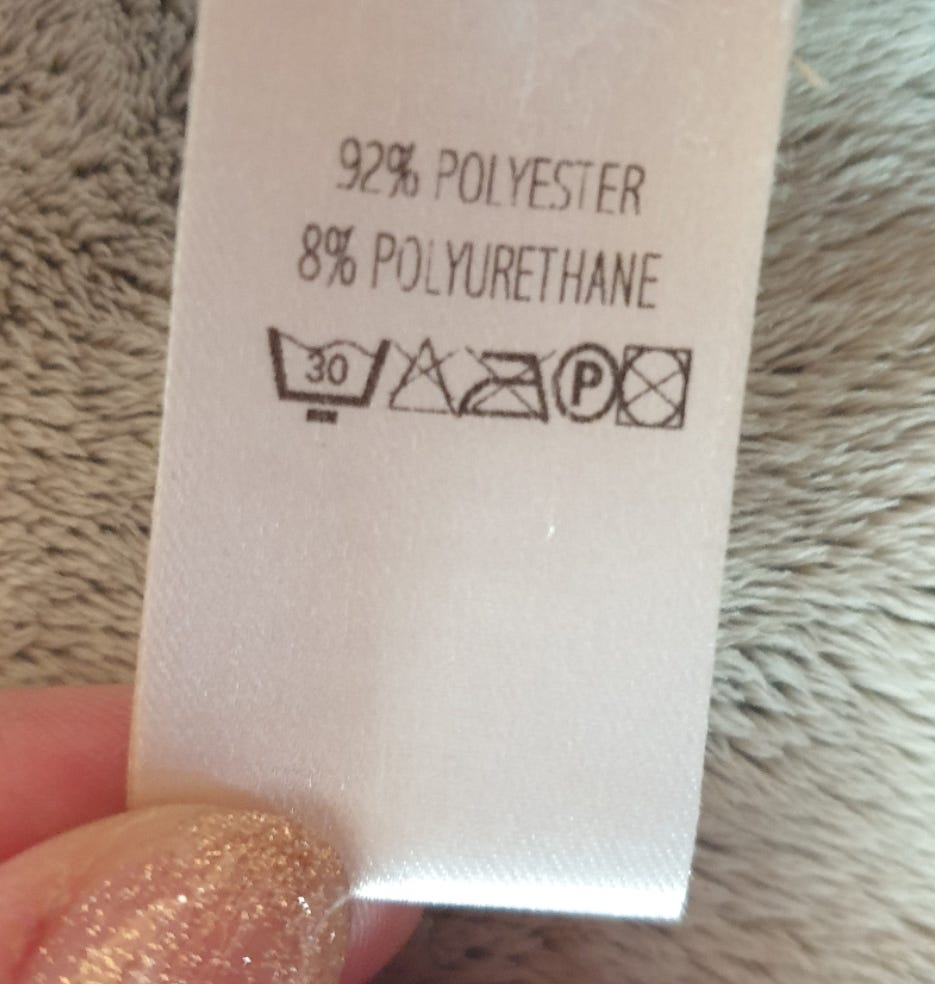 92% POLYESTER
8% POLYURETHANE
30 P